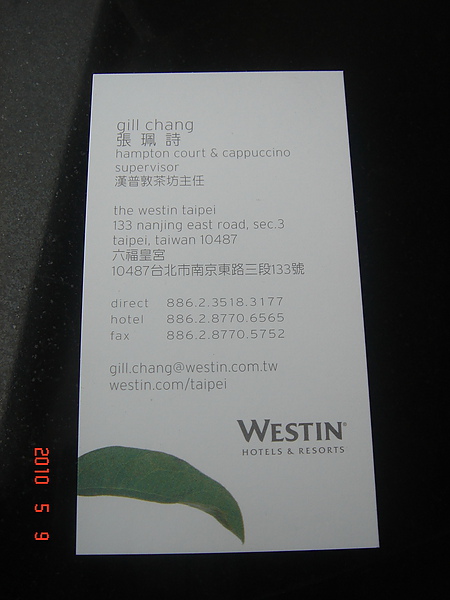 gill chang
張 珮 詩
hampton court & cappuccino
supervisor
漢普敦茶坊主任
the westin taipei
133 nanjing east road, sec.3
taipei, taiwan 10487
六福皇宮
10487台北市南京東路三段133號
direct 886.2.3518.3177
hotel 886.2.8770.6565
fax 886.2.8770.5752
gill.chang@westin.com.tw
westin.com/taipei
WESTIN®
HOTELS & RESORTS
2010 5 9